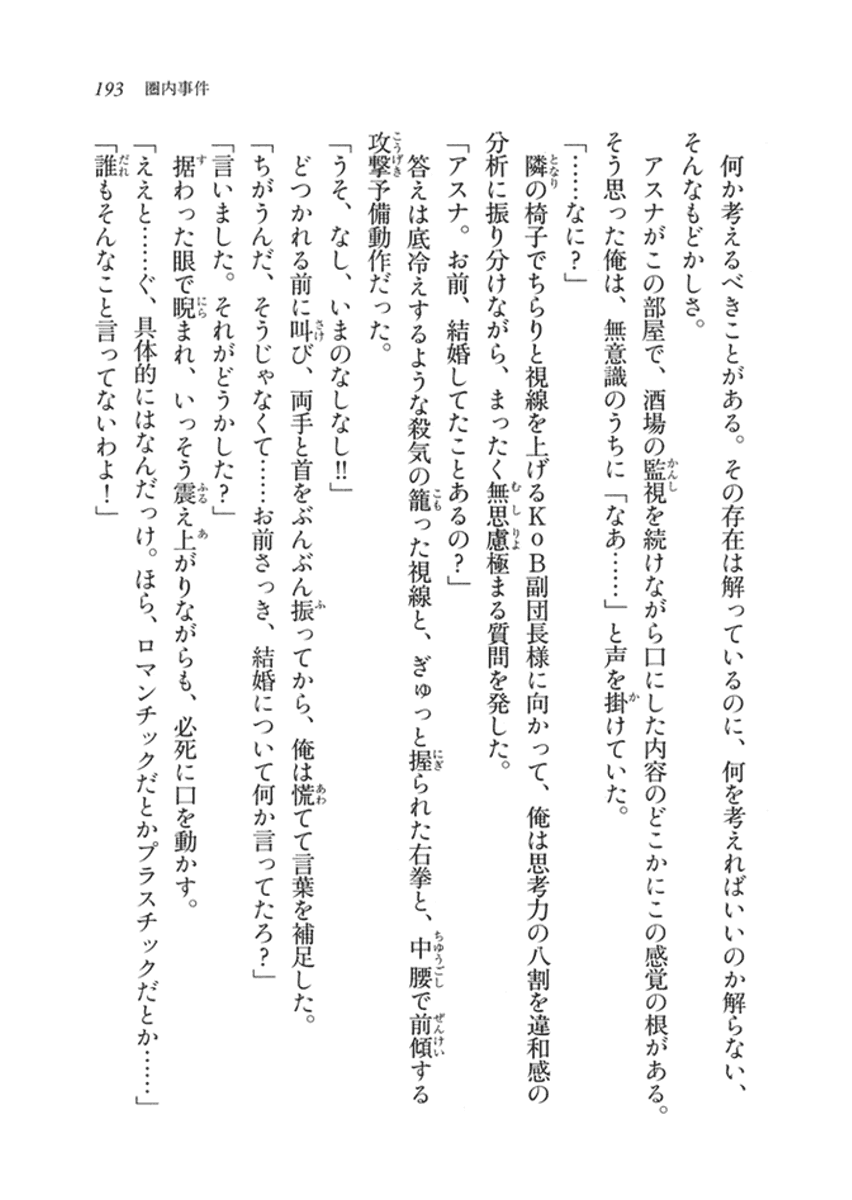 193 圏内事件
何か考えるべきことがある。その存在は解っているのに、何を考えればいいのか解らない、
そんなもどかしさ。
アスナがこの部屋で、酒場の監視を続けながら口にした内容のどこかにこの感覚の根がある。
そう思った俺は、無意識のうちに「なあ……」と声を掛けていた。
「……なに？」
隣の椅子でちらりと視線を上げるKoB副団長様に向かって、俺は思考力の八割を違和感の
分析に振り分けながら、まったく無思慮極まる質問を発した。
「アスナ。お前、結婚してたことあるの？」
答えは底冷えするような殺気の籠った視線と、ぎゅっと握られた右拳と、中腰で前傾する
攻撃予備動作だった。
「うそ、なし、いまのなしなし!!」
どつかれる前に叫び、両手と首をぶんぶん振ってから、俺は慌てて言葉を補足した。
「ちがうんだ、そうじゃなくて……お前さっき、結婚について何か言ってたろ？」
「言いました。それがどうかした？」
据わった眼で睨まれ、いっそう震え上がりながらも、必死に口を動かす。
「ええと……ぐ、具体的にはなんだっけ。ほら、ロマンチックだとかプラスチックだとか……」
「誰もそんなこと言ってないわよ！」